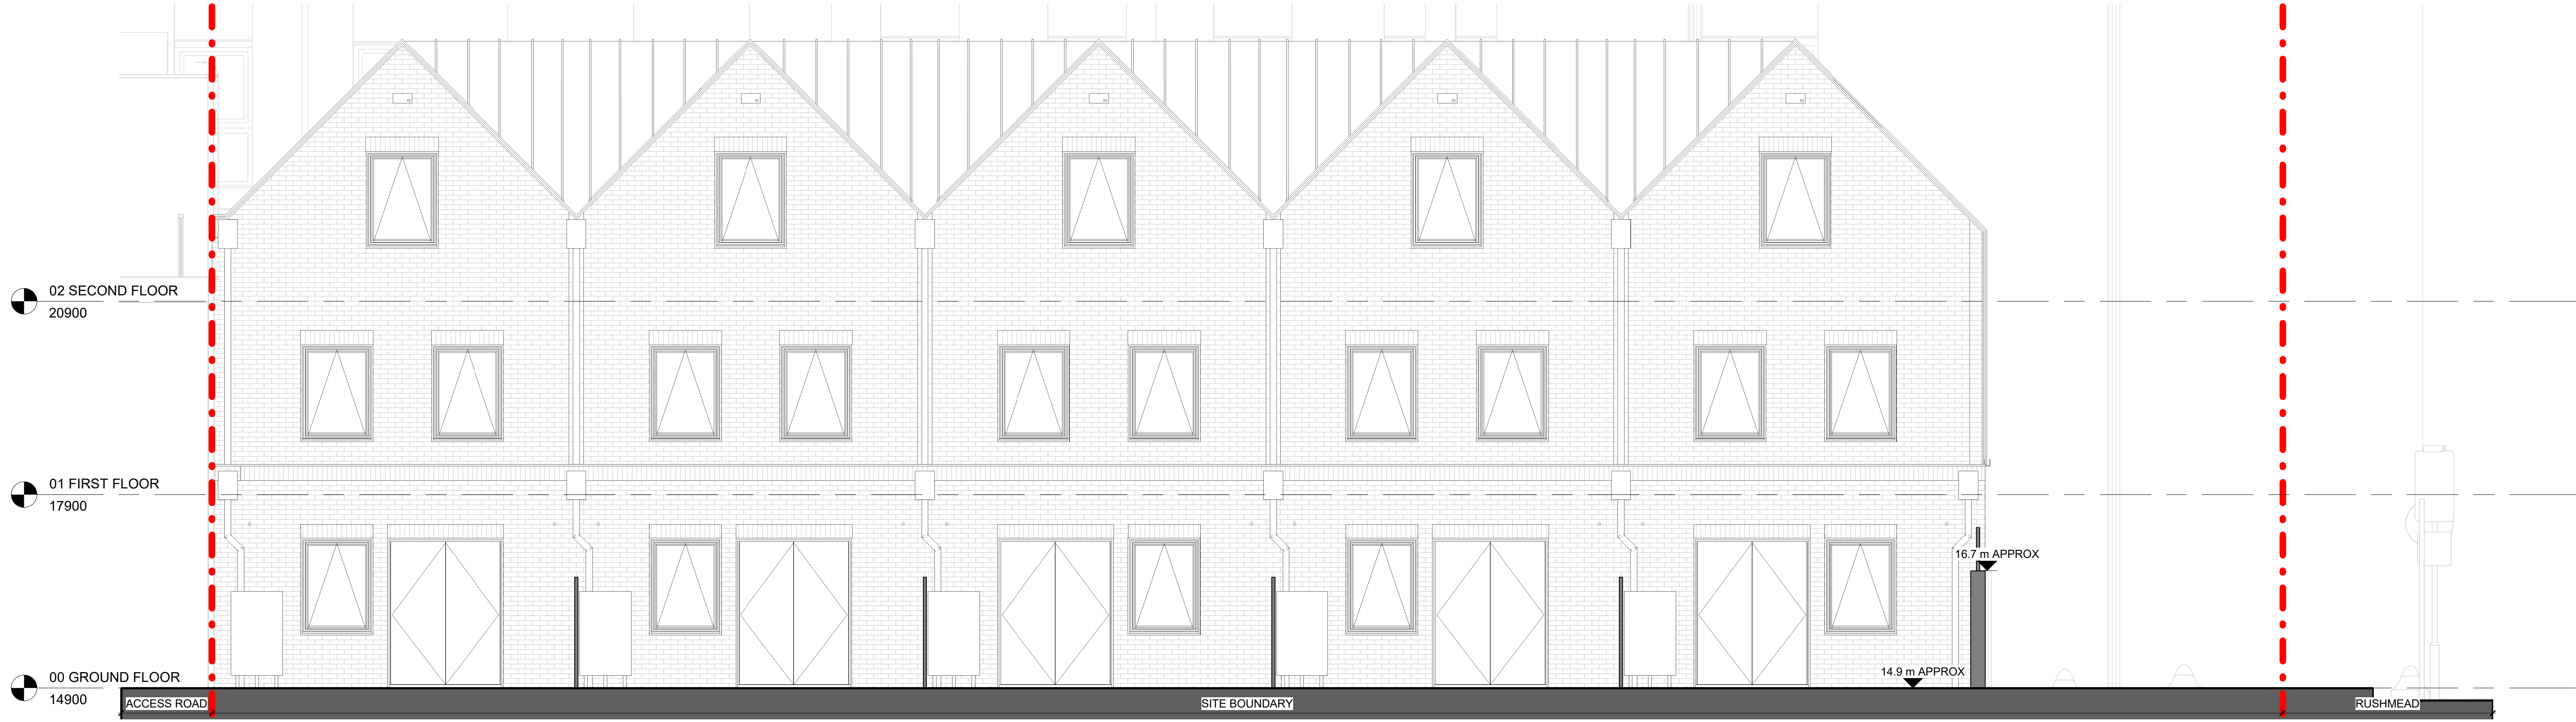 02 SECOND FLOOR
20900
01 FIRST FLOOR
17900
16.7 m APPROX
00 GROUND FLOOR
14900
14.9 m APPROX
ACCESS ROAD
SITE BOUNDARY
RUSHMEAD